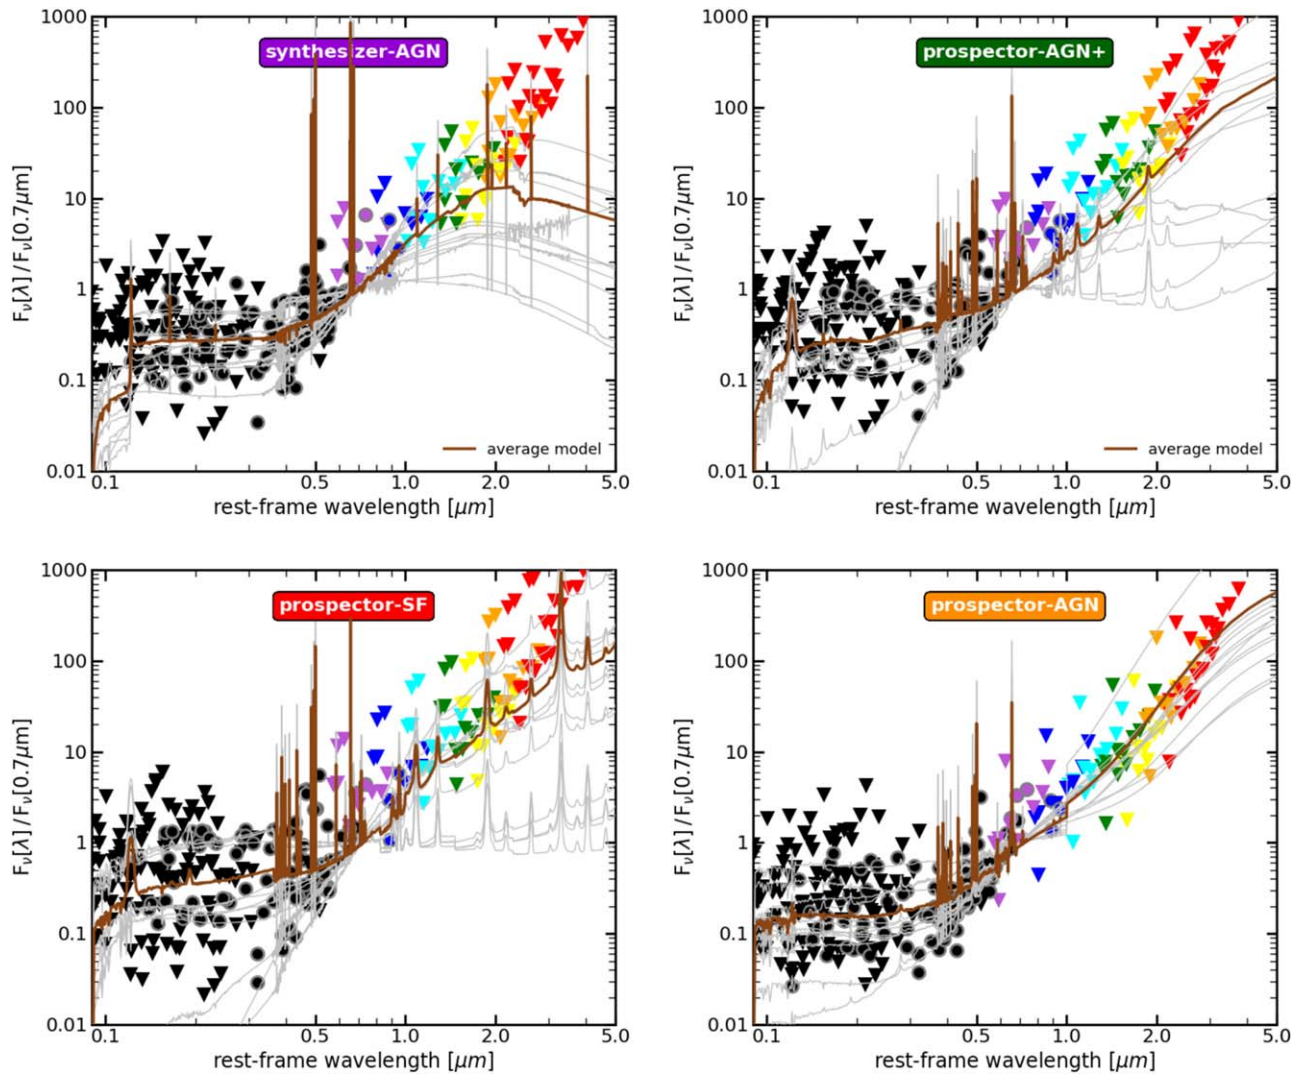 synthesizer-AGN
1000
100
10
1
0.1
0.01
Fν[λ] / Fν[0.7μm]
average model
0.1 0.5 1.0 2.0 5.0
rest-frame wavelength [μm]
prospector-AGN+
1000
100
10
1
0.1
0.01
Fν[λ] / Fν[0.7μm]
average model
0.1 0.5 1.0 2.0 5.0
rest-frame wavelength [μm]
prospector-SF
1000
100
10
1
0.1
0.01
Fν[λ] / Fν[0.7μm]
0.1 0.5 1.0 2.0 5.0
rest-frame wavelength [μm]
prospector-AGN
1000
100
10
1
0.1
0.01
Fν[λ] / Fν[0.7μm]
0.1 0.5 1.0 2.0 5.0
rest-frame wavelength [μm]